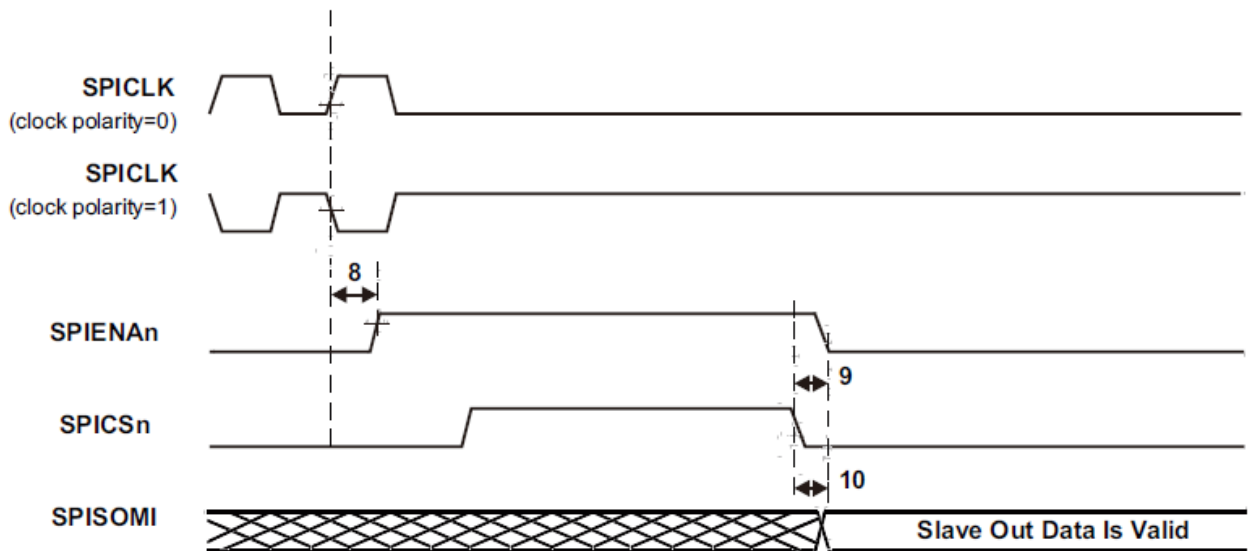 SPICLK
(clock polarity=0)
SPICLK
(clock polarity=1)
8
SPIENAn
9
SPICSn
10
SPISOMI
Slave Out Data Is Valid